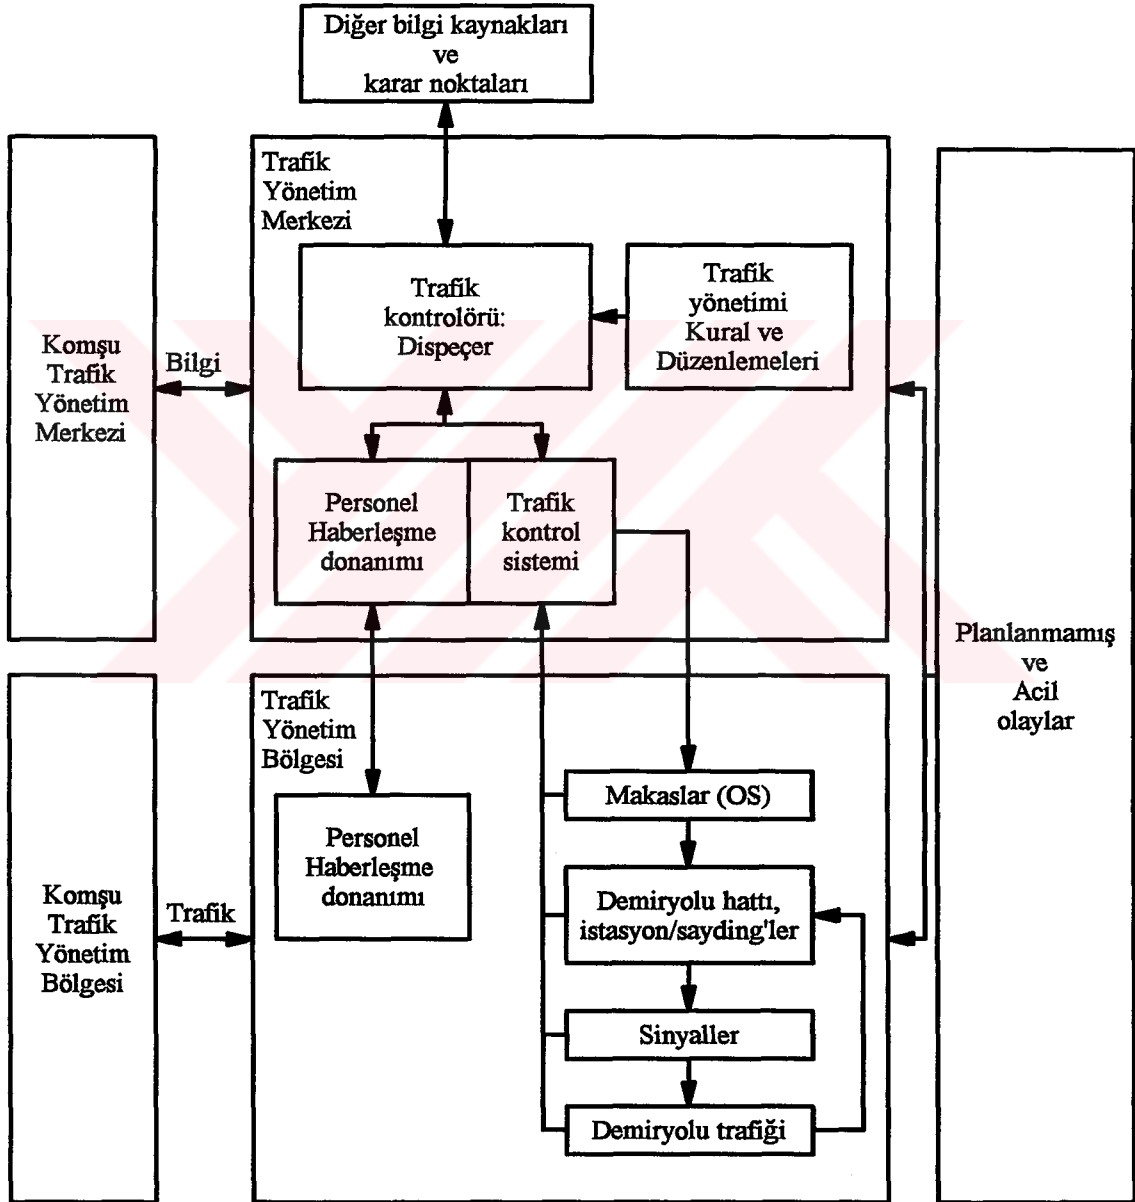 Diğer bilgi kaynakları
ve
karar noktaları
Trafik
Yönetim
Merkezi
Trafik
kontrolörü:
Dispeçer
Trafik
yönetimi
Kural ve
Düzenlemeleri
Komşu
Trafik
Yönetim
Merkezi
Bilgi
Personel
Haberleşme
donanımı
Trafik
kontrol
sistemi
Planlanmamış
ve
Acil
olaylar
Trafik
Yönetim
Bölgesi
Makaslar (OS)
Personel
Haberleşme
donanımı
Demiryolu hattı,
istasyon/sayding'ler
Komşu
Trafik
Yönetim
Bölgesi
Trafik
Sinyaller
Demiryolu trafiği